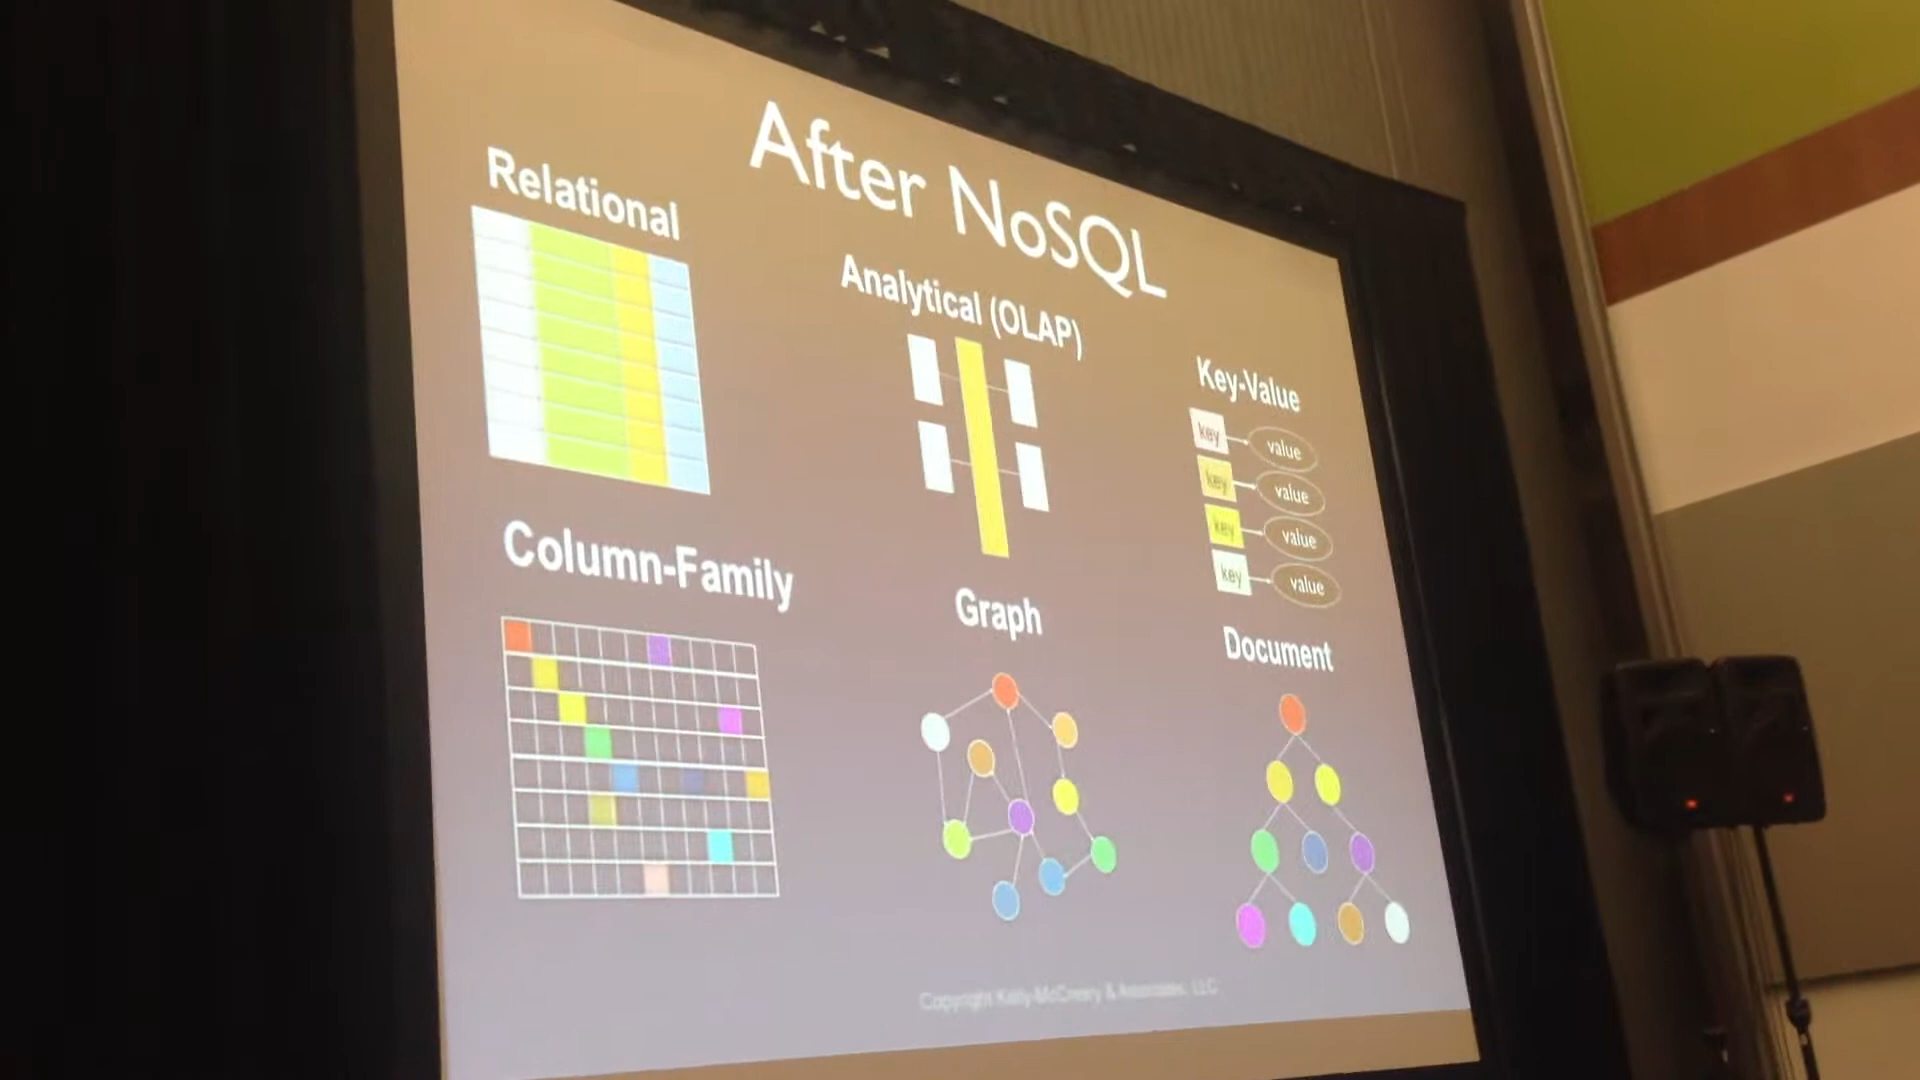 After NoSQL
Relational
Analytical (OLAP)
Key-Value
key value
key value
key value
key value
Column-Family
Graph
Document
Copyright Kelly-McCreary & Associates, LLC